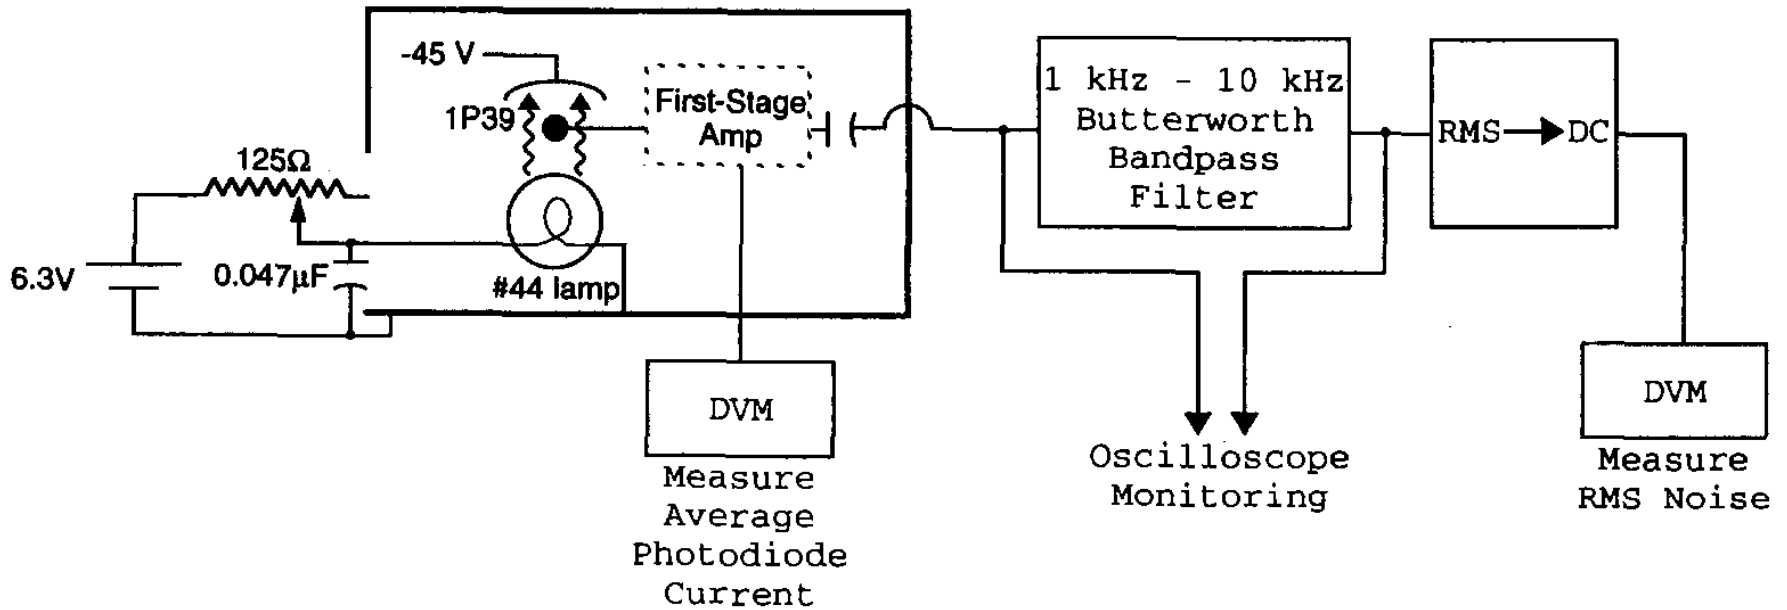 -45 V
1P39
First-Stage
Amp
125Ω
6.3V
0.047μF
#44 lamp
1 kHz - 10 kHz
Butterworth
Bandpass
Filter
RMS
DC
DVM
Measure
Average
Photodiode
Current
Oscilloscope
Monitoring
DVM
Measure
RMS Noise